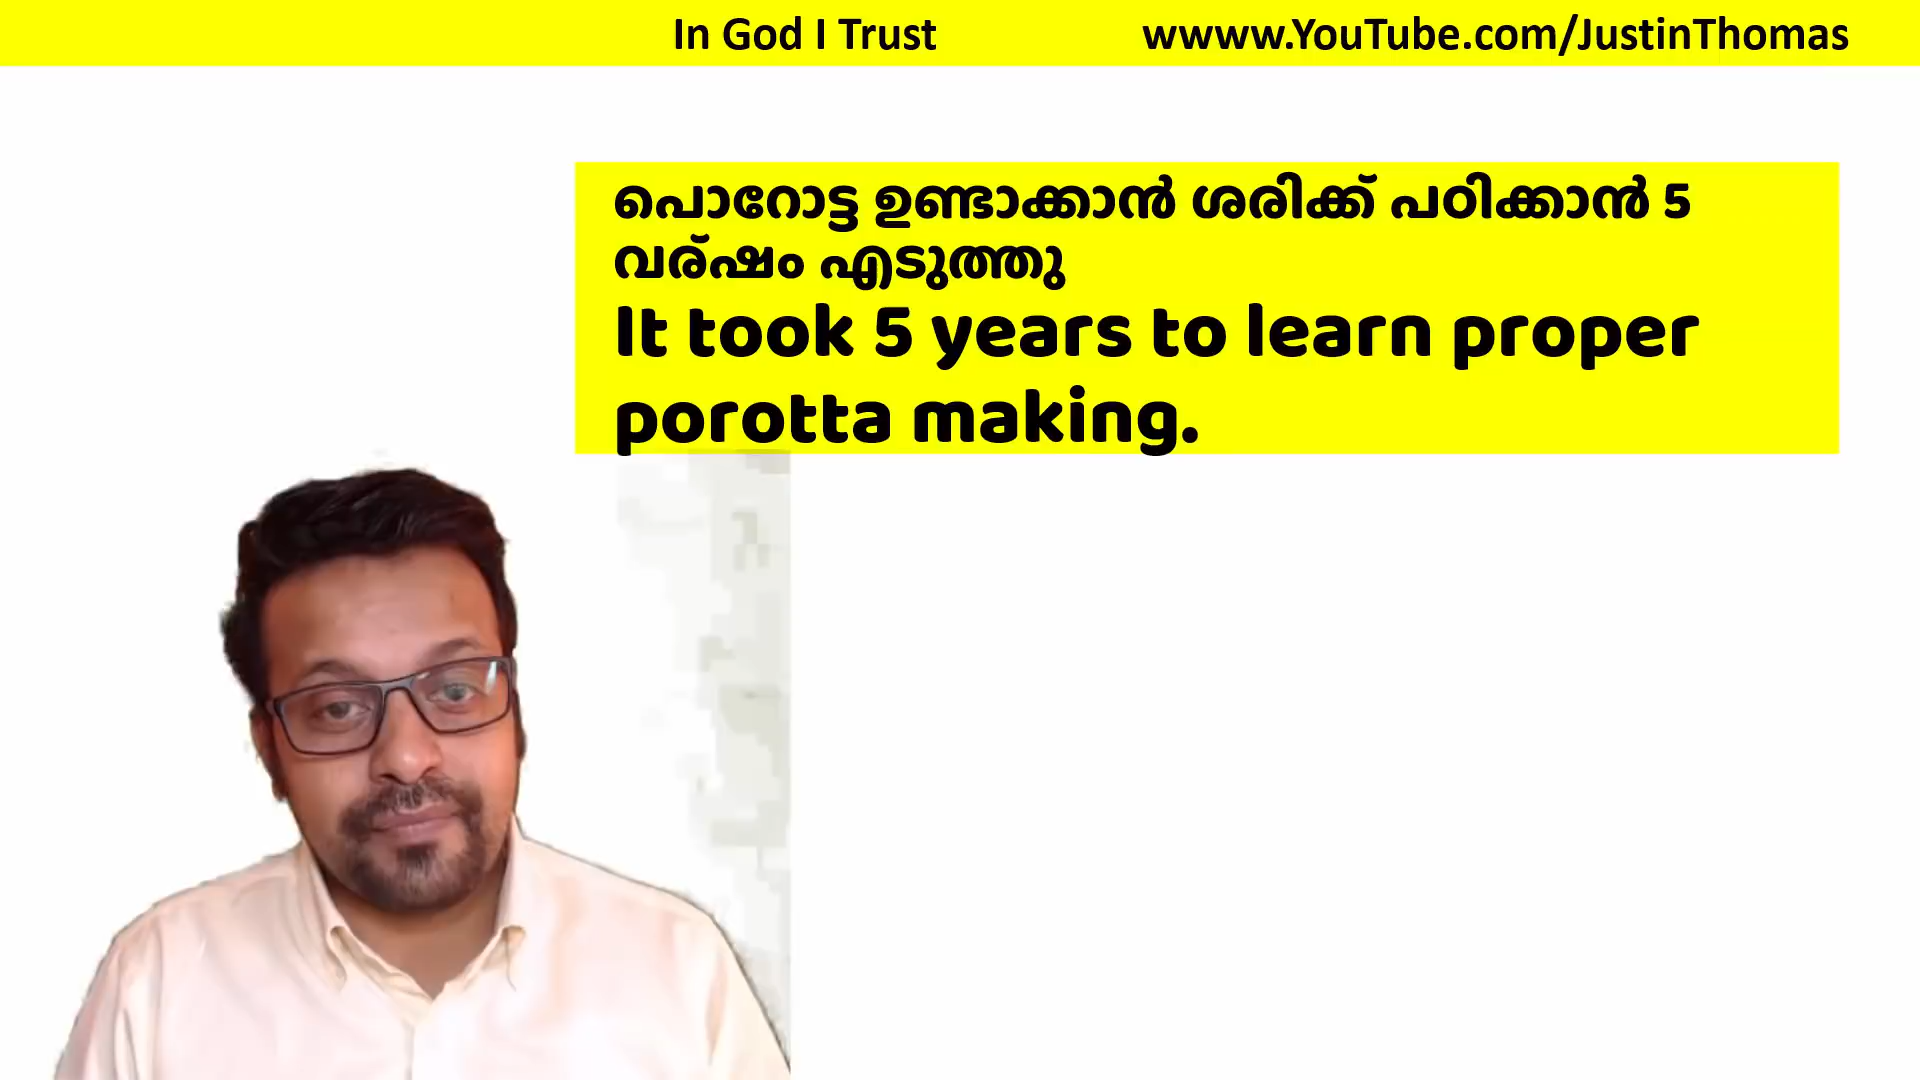 In God I Trust
wwww.YouTube.com/JustinThomas
പൊറോട്ട ഉണ്ടാക്കാൻ ശരിക്ക് പഠിക്കാൻ 5
വര്ഷം എടുത്തു
It took 5 years to learn proper
porotta making.